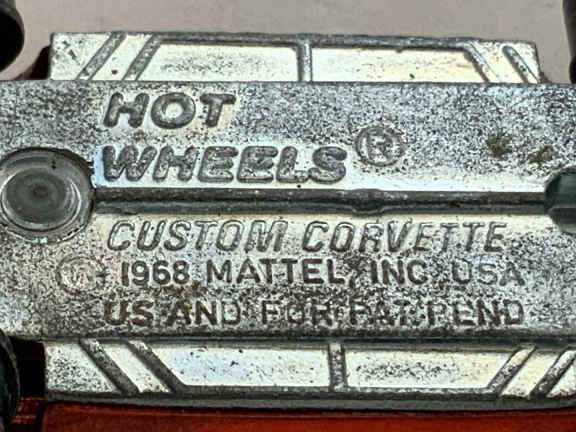 HOT
WHEELS®
CUSTOM CORVETTE
© 1968 MATTEL, INC. USA
US AND FOR PAT. PEND